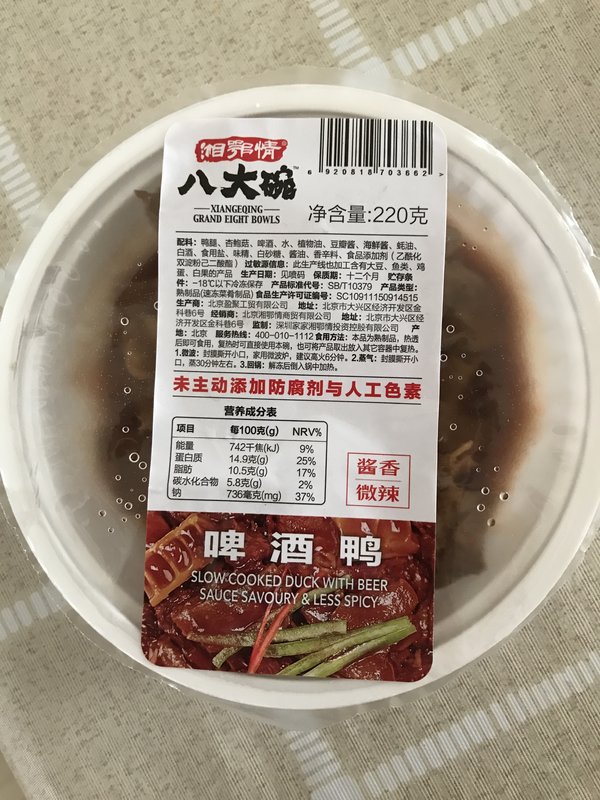 湘鄂情®
八大碗™
XIANGEQING
GRAND EIGHT BOWLS
6 920818 703662 >
净含量:220克
配料：鸭腿、杏鲍菇、啤酒、水、植物油、豆瓣酱、海鲜酱、蚝油、
白酒、食用盐、味精、白砂糖、酱油、香辛料、食品添加剂（乙酰化
双淀粉己二酸酯）过敏源信息：此生产线也加工含有大豆、鱼类、鸡
蛋、白果的产品 生产日期：见喷码 保质期：十二个月 贮存条
件：-18℃以下冷冻保存 产品标准代号：SB/T10379 产品类型：
熟制品(速冻菜肴制品)食品生产许可证编号：SC10911150914515
生产商：北京盈聚工贸有限公司 地址：北京市大兴区经济开发区金
科巷6号 经销商：北京湘鄂情商贸有限公司 地址：北京市大兴区经
济开发区金科巷6号 监制：深圳家家湘鄂情投资控股有限公司 产
地：北京 服务热线：400-010-1112 食用方法：本品为熟制品，热透
后即可食用，复热时可直接使用本碗，也可将产品取出放入其它容器中复热。
1.微波：封膜撕开小口，家用微波炉，建议高火6分钟。2.蒸气：封膜撕开小
口，蒸30分钟左右。3.回锅：解冻后倒入锅中加热。
未主动添加防腐剂与人工色素
营养成分表
项目 每100克(g) NRV%
能量 742千焦(kJ) 9%
蛋白质 14.9克(g) 25%
脂肪 10.5克(g) 17%
碳水化合物 5.8克(g) 2%
钠 736毫克(mg) 37%
酱香
微辣
啤酒鸭
SLOW COOKED DUCK WITH BEER
SAUCE SAVOURY & LESS SPICY